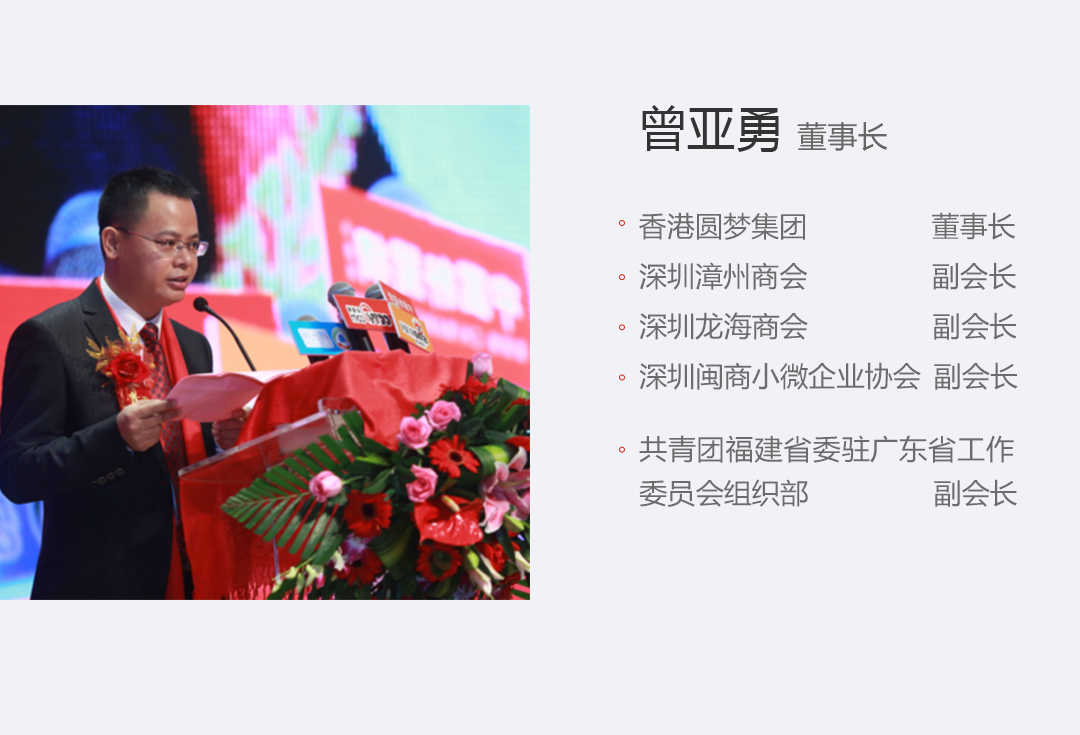 曾亚勇 董事长
香港圆梦集团 董事长
深圳漳州商会 副会长
深圳龙海商会 副会长
深圳闽商小微企业协会 副会长
共青团福建省委驻广东省工作
委员会组织部 副会长